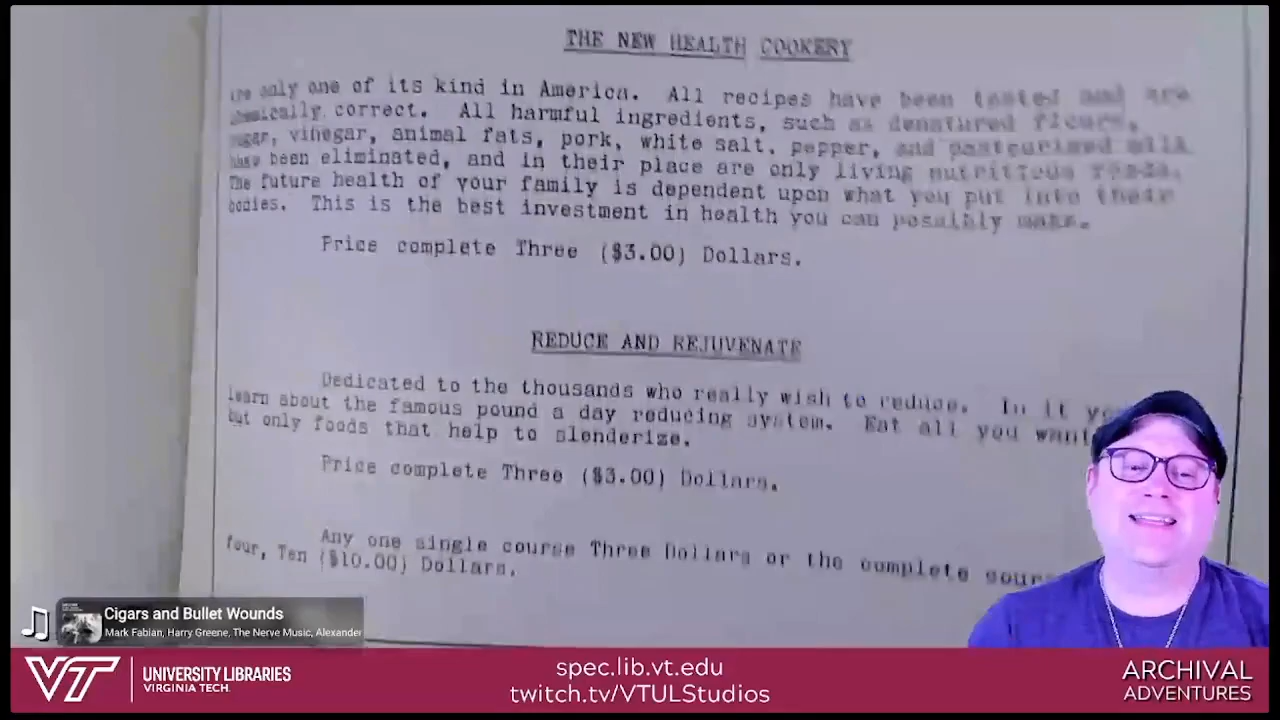 THE NEW HEALTH COOKERY
the only one of its kind in America. All recipes have been tasted and are
chemically correct. All harmful ingredients, such as denatured flours,
sugar, vinegar, animal fats, pork, white salt, pepper, and pasteurized milk
have been eliminated, and in their place are only living nutritious foods.
The future health of your family is dependent upon what you put into their
bodies. This is the best investment in health you can possibly make.
Price complete Three ($3.00) Dollars.
REDUCE AND REJUVENATE
Dedicated to the thousands who really wish to reduce. In it
learn about the famous pound a day reducing system. Eat all you want
but only foods that help to slenderize.
Price complete Three ($3.00) Dollars.
Any one single course Three Dollars or the complete
four, Ten ($10.00) Dollars.
Cigars and Bullet Wounds
Mark Fabian, Harry Greene, The Nerve Music, Alexander
VT
UNIVERSITY LIBRARIES
VIRGINIA TECH.
spec.lib.vt.edu
twitch.tv/VTULStudios
ARCHIVAL
ADVENTURES